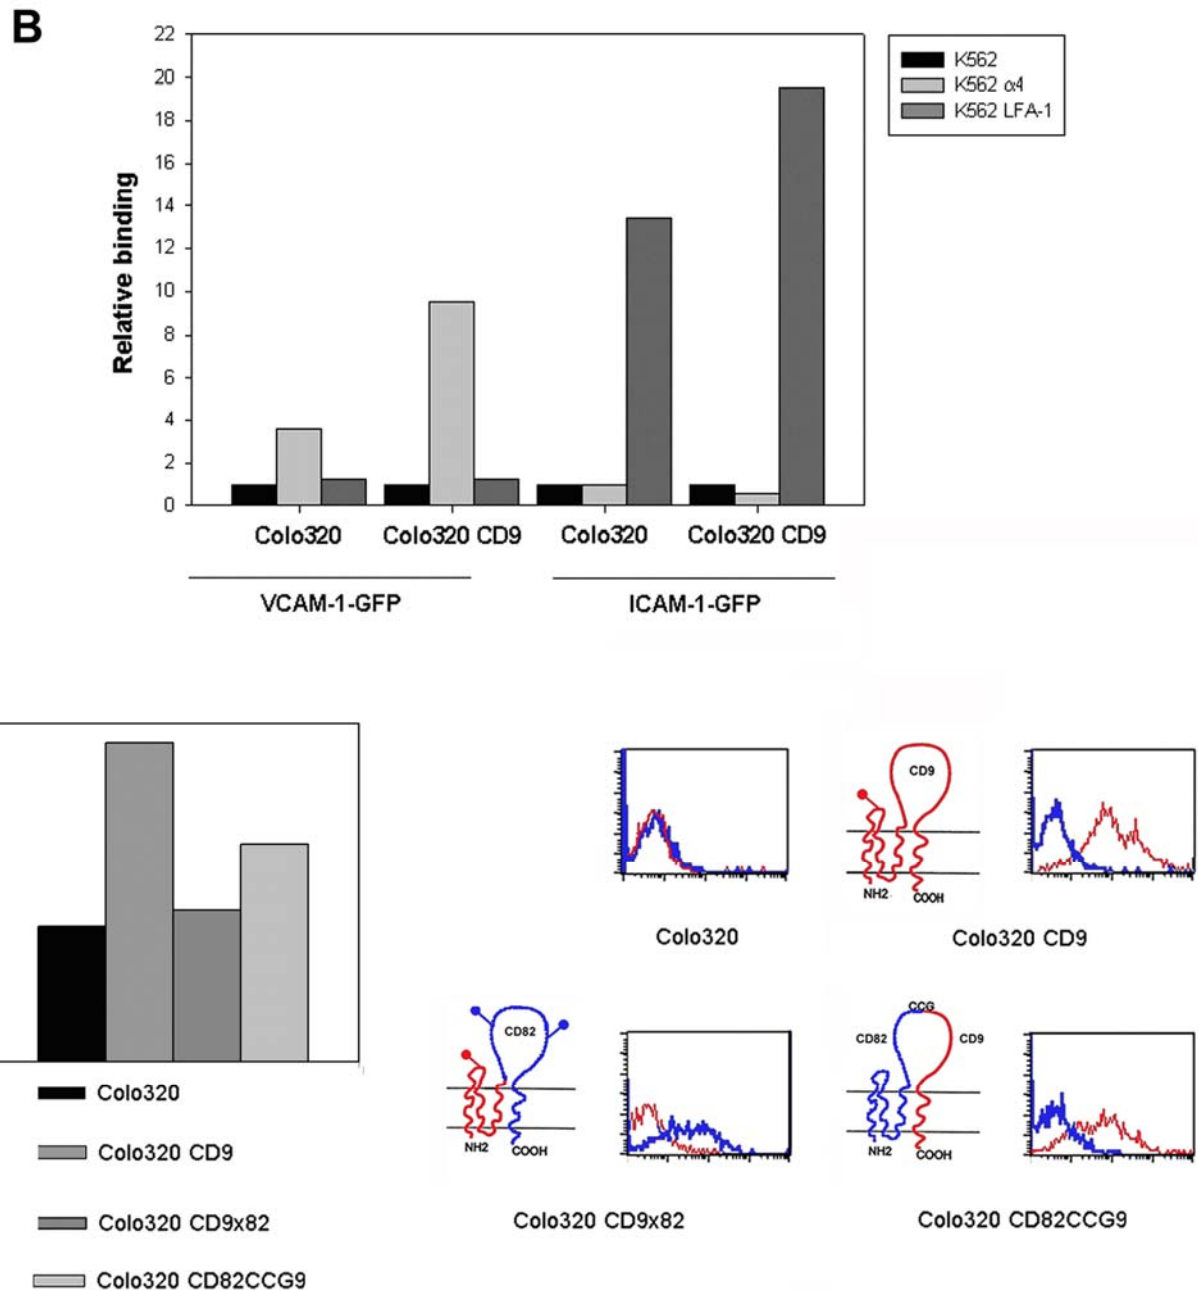 B
22
20
18
16
14
12
10
8
6
4
2
0
Relative binding
K562
K562 α4
K562 LFA-1
Colo320 Colo320 CD9 Colo320 Colo320 CD9
VCAM-1-GFP ICAM-1-GFP
CD9
NH2 COOH
Colo320 Colo320 CD9
CD82
NH2 COOH
CCG
CD82 CD9
NH2 COOH
Colo320 CD9x82 Colo320 CD82CCG9
Colo320
Colo320 CD9
Colo320 CD9x82
Colo320 CD82CCG9